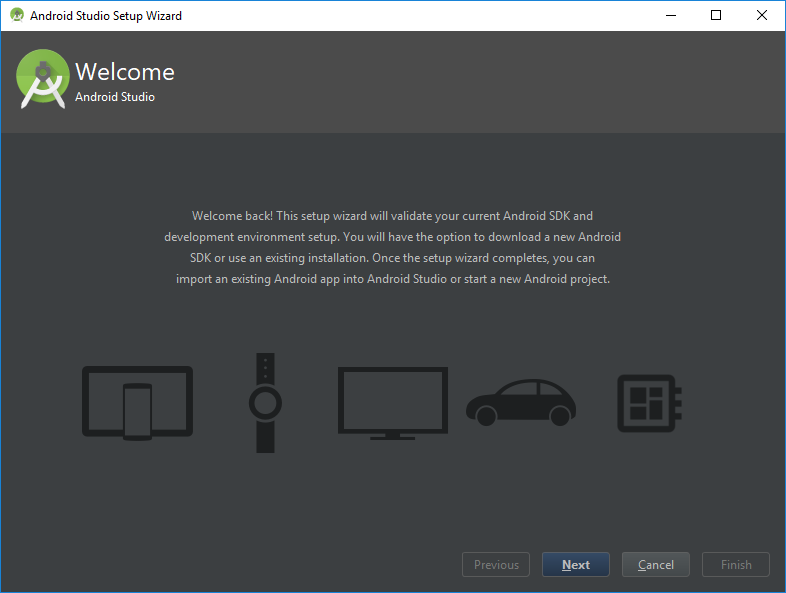 Android Studio Setup Wizard
Welcome
Android Studio
Welcome back! This setup wizard will validate your current Android SDK and
development environment setup. You will have the option to download a new Android
SDK or use an existing installation. Once the setup wizard completes, you can
import an existing Android app into Android Studio or start a new Android project.
Previous Next Cancel Finish